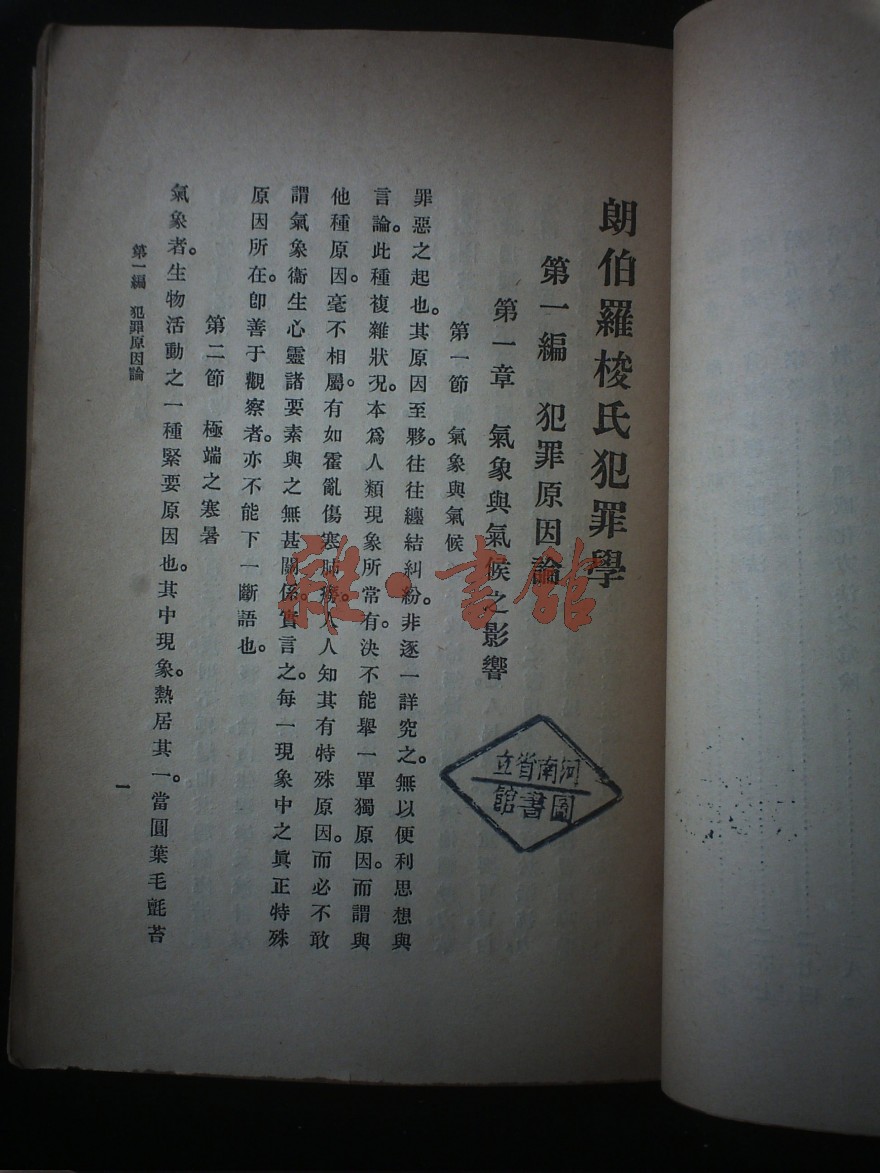 朗伯羅梭氏犯罪學
第一編 犯罪原因論
第一章 氣象與氣候之影響
第一節 氣象與氣候
罪惡之起也。其原因至夥。往往纏結糾紛。非逐一詳究之。無以便利思想與
言論。此種複雜狀況。本爲人類現象所常有。決不能舉一單獨原因。而謂與
他種原因。毫不相屬。有如霍亂傷寒肺癆。人人知其有特殊原因。而必不敢
謂氣象衞生心靈諸要素與之無甚關係。實言之。每一現象中之眞正特殊
原因所在。卽善于觀察者。亦不能下一斷語也。
第二節 極端之寒暑
氣象者。生物活動之一種緊要原因也。其中現象。熱居其一。當圓葉毛氈苔
第一編 犯罪原因論
一
河南省立
圖書館
雜·書館